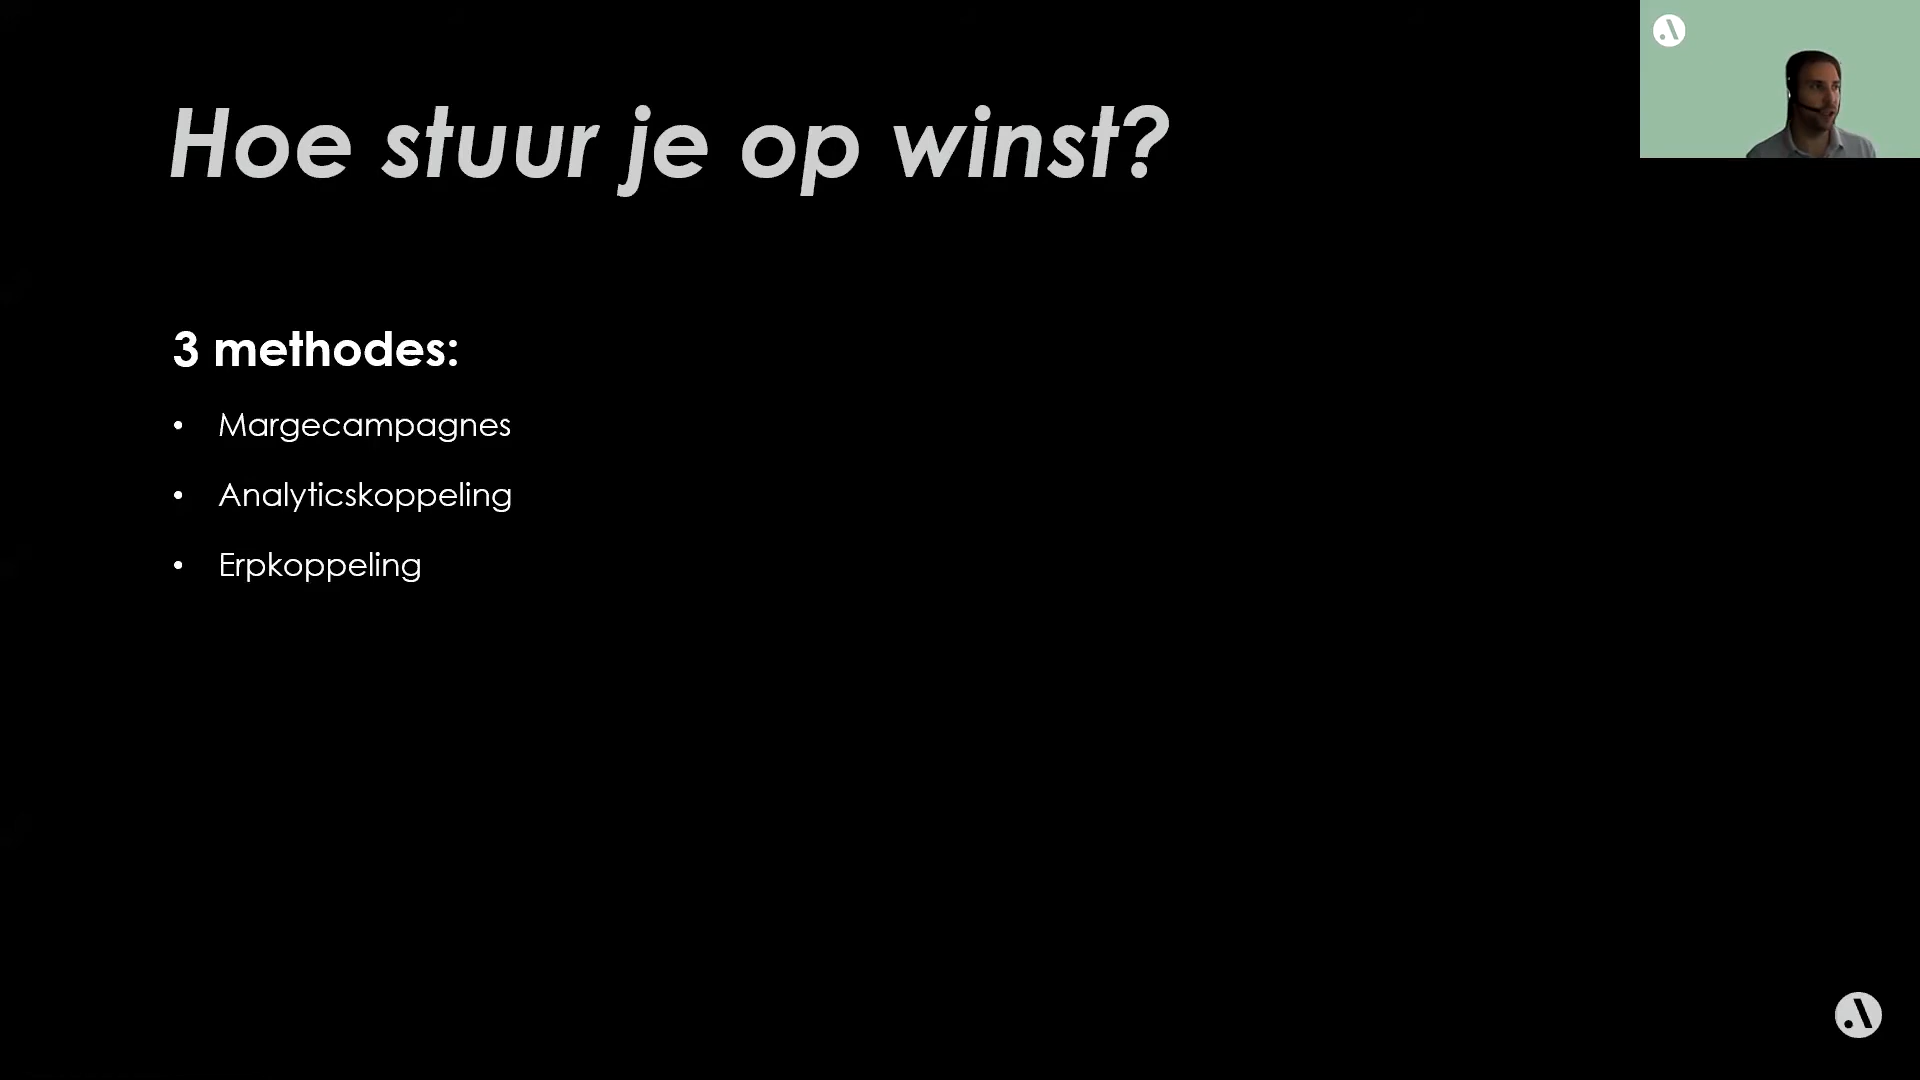 Hoe stuur je op winst?
3 methodes:
• Margecampagnes
• Analyticskoppeling
• Erpkoppeling